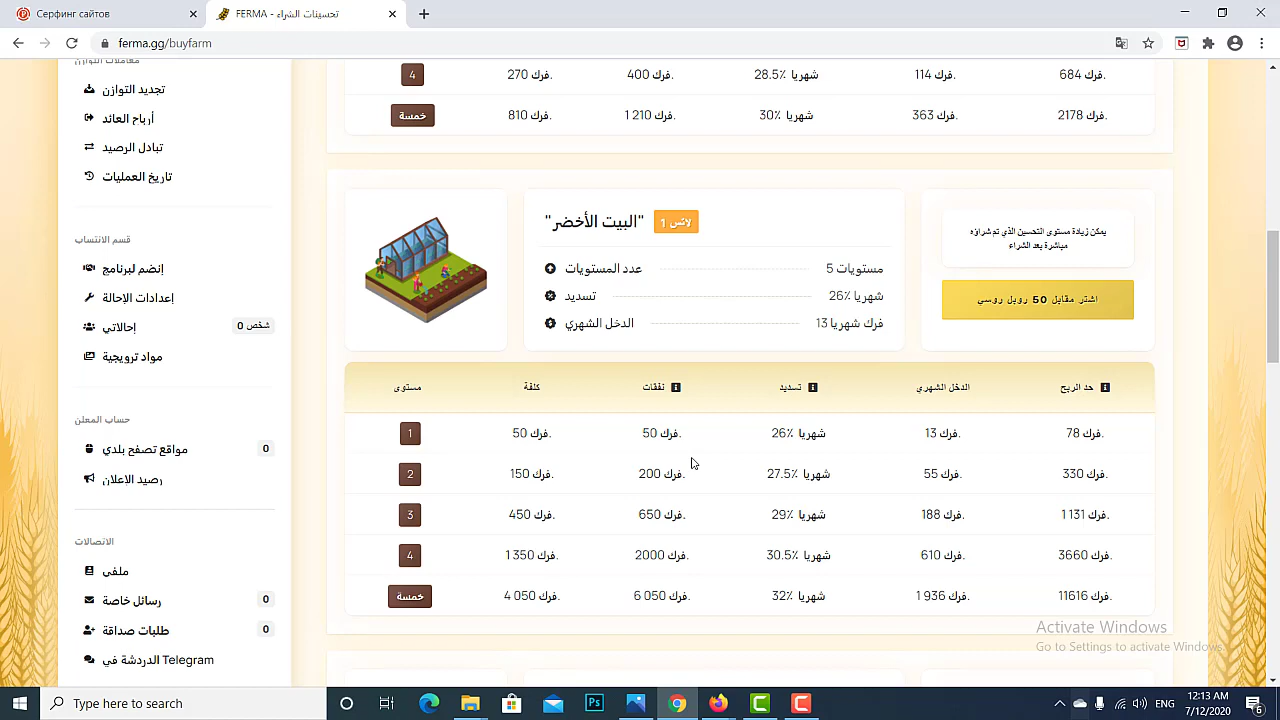 Серфинг сайтов
FERMA - تحسينات الشراء
ferma.gg/buyfarm
معاملات التوازن
تجديد التوازن
أرباح العائد
تبادل الرصيد
تاريخ العمليات
قسم الانتساب
إنضم لبرنامج
إعدادات الإحالة
إحالاتي
شخص 0
مواد ترويجية
حساب المعلن
مواقع تصفح بلدي
0
رصيد الاعلان
الاتصالات
ملفي
رسائل خاصة
0
طلبات صداقة
0
الدردشة في Telegram
4
270 فرك.
400 فرك.
28.5٪ شهريا
114 فرك.
684 فرك.
خمسة
810 فرك.
1 210 فرك.
30٪ شهريا
363 فرك.
2178 فرك.
"البيت الأخضر"
لانس 1
عدد المستويات
5 مستويات
تسديد
26٪ شهريا
الدخل الشهري
13 فرك شهريا
يمكن زيادة مستوى التحسين الذي تم شراؤه
مباشرة بعد الشراء
اشتر مقابل 50 روبل روسي
مستوى
كلفة
نفقات
تسديد
الدخل الشهري
حد الربح
1
50 فرك.
50 فرك.
26٪ شهريا
13 فرك.
78 فرك.
2
150 فرك.
200 فرك.
27.5٪ شهريا
55 فرك.
330 فرك.
3
450 فرك.
650 فرك.
29٪ شهريا
188 فرك.
1 131 فرك.
4
1 350 فرك.
2000 فرك.
30.5٪ شهريا
610 فرك.
3660 فرك.
خمسة
4 050 فرك.
6 050 فرك.
32٪ شهريا
1 936 فرك.
11616 فرك.
Activate Windows
Go to Settings to activate Windows.
Type here to search
Ps
ENG
12:13 AM
7/12/2020
6